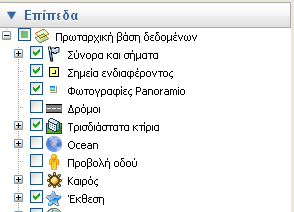 Επίπεδα
Πρωταρχική βάση δεδομένων
Σύνορα και σήματα
Σημεία ενδιαφέροντος
Φωτογραφίες Panoramio
Δρόμοι
Τρισδιάστατα κτίρια
Ocean
Προβολή οδού
Καιρός
Έκθεση